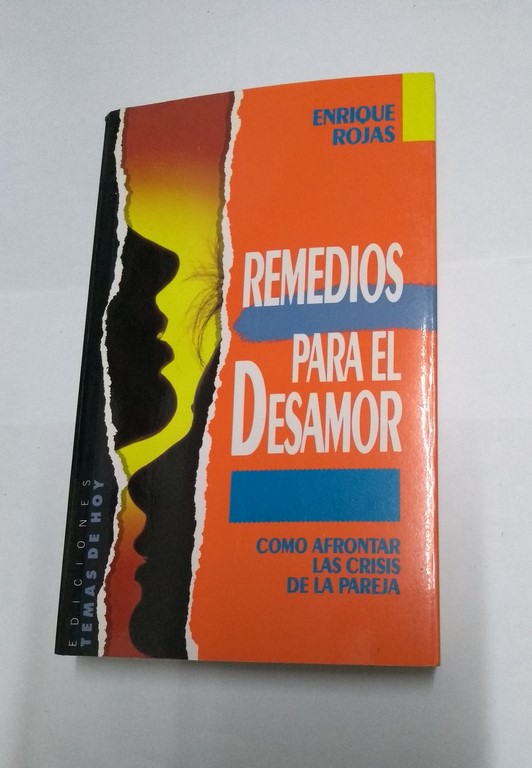 ENRIQUE
ROJAS
REMEDIOS
PARA EL
DESAMOR
COMO AFRONTAR
LAS CRISIS
DE LA PAREJA
EDICIONES
TEMAS DE HOY